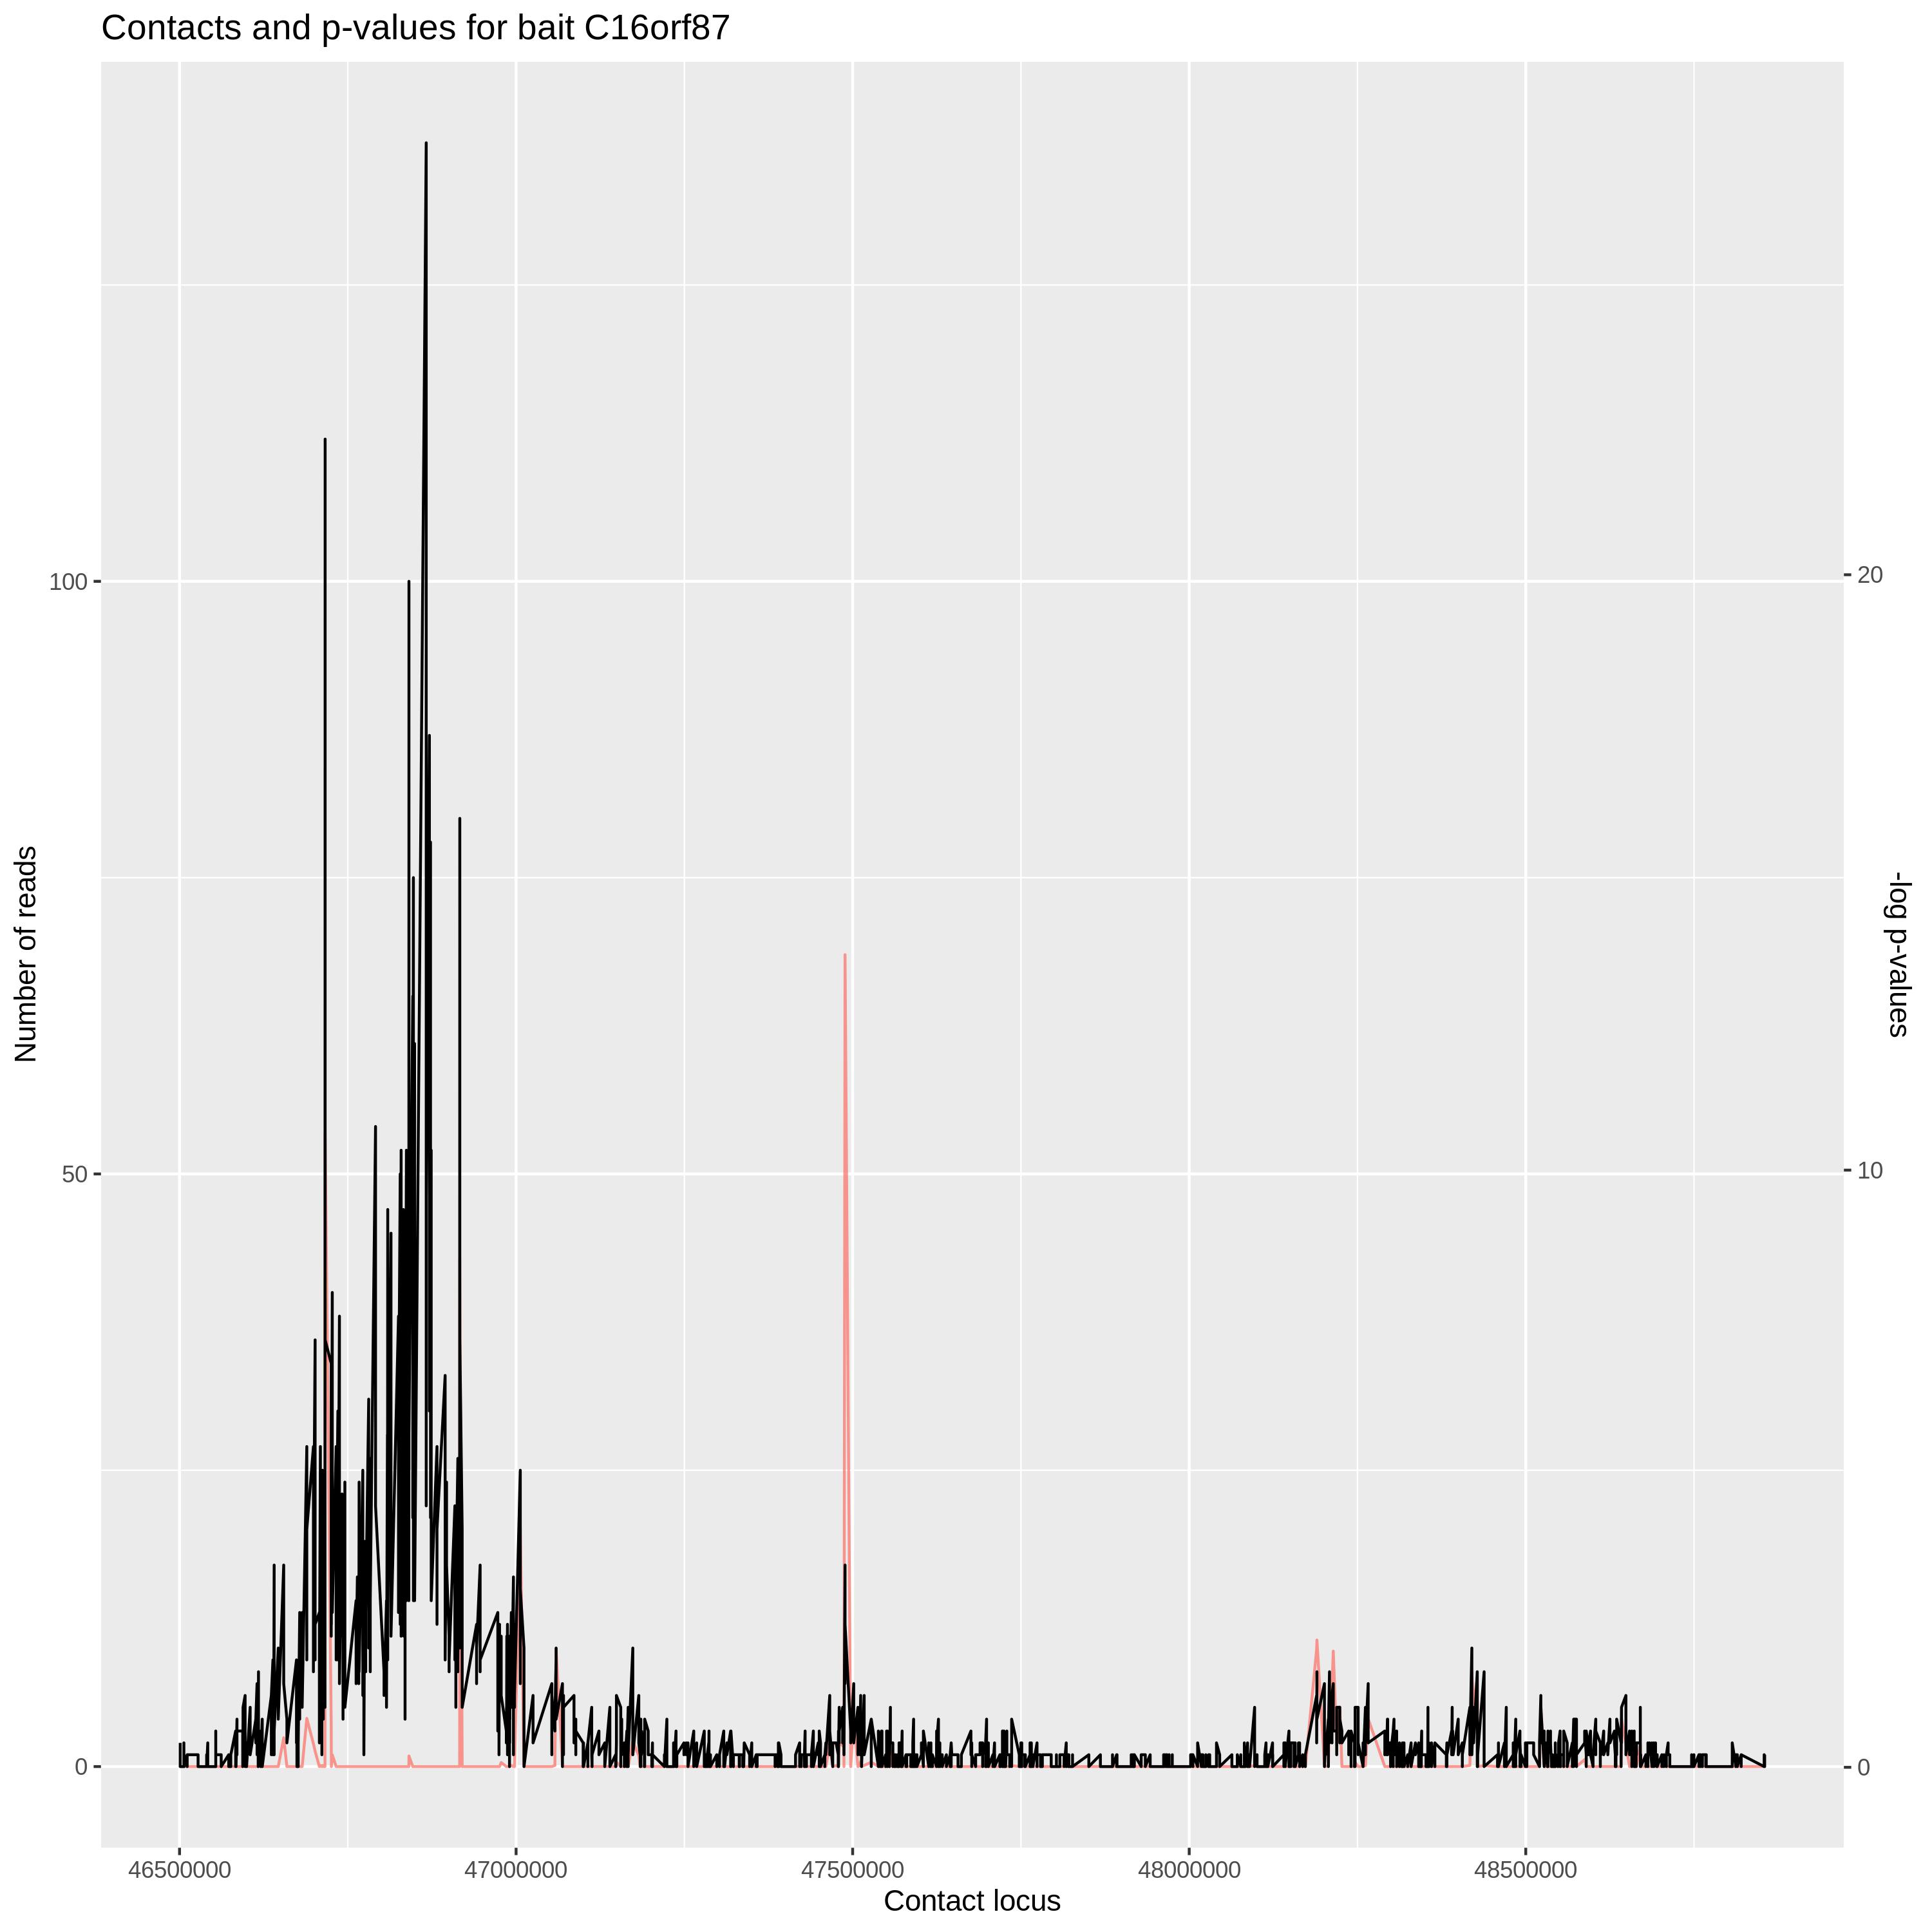 Contacts and p-values for bait C16orf87
Number of reads
100
50
0
20
10
0
-log p-values
46500000 47000000 47500000 48000000 48500000
Contact locus